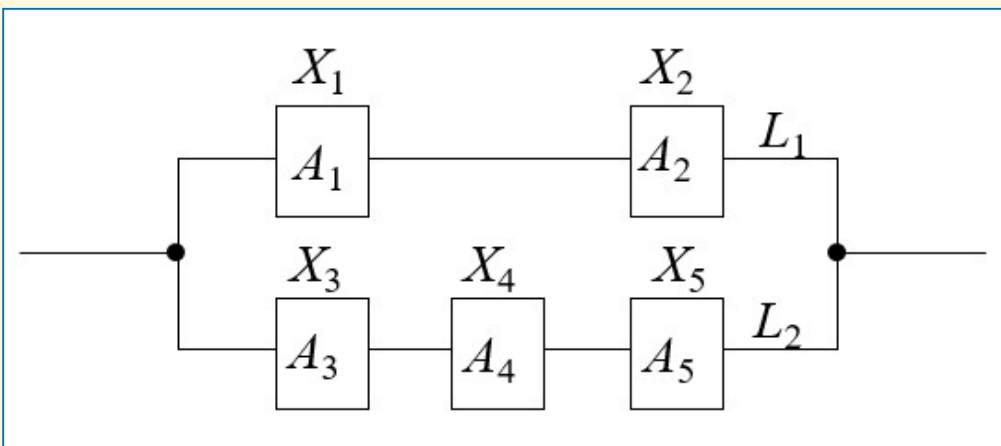 X₁ X₂
A₁ A₂ L₁
X₃ X₄ X₅
A₃ A₄ A₅ L₂